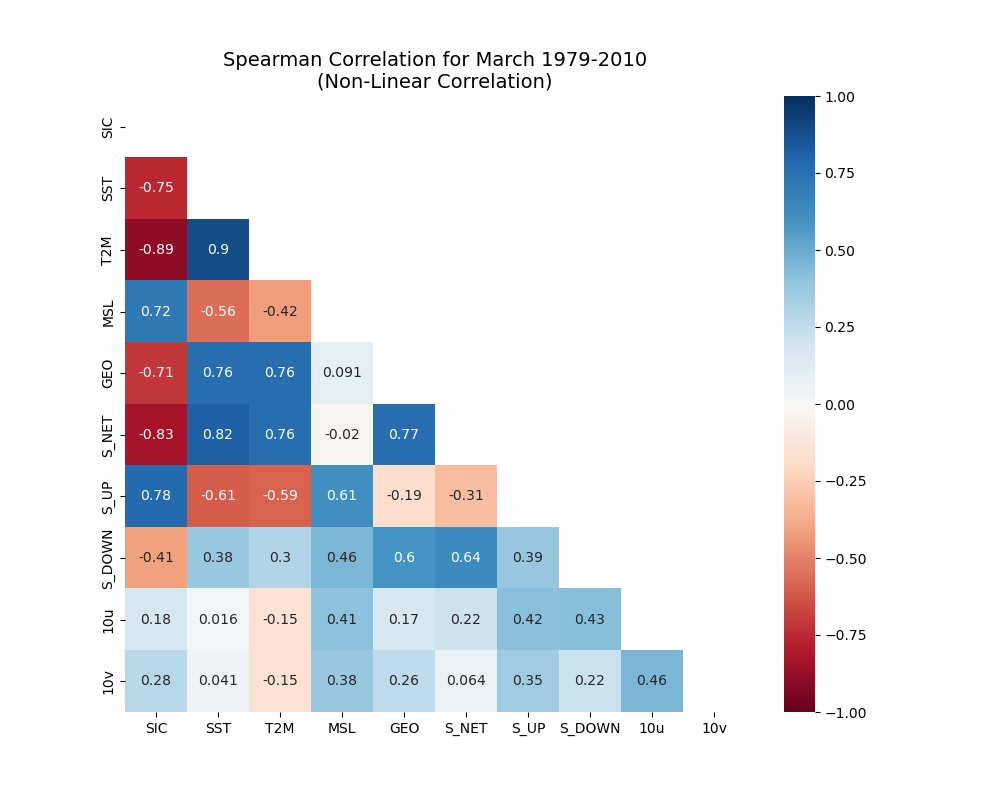 Spearman Correlation for March 1979-2010
(Non-Linear Correlation)
SIC
SST -0.75
T2M -0.89 0.9
MSL 0.72 -0.56 -0.42
GEO -0.71 0.76 0.76 0.091
S_NET -0.83 0.82 0.76 -0.02 0.77
S_UP 0.78 -0.61 -0.59 0.61 -0.19 -0.31
S_DOWN -0.41 0.38 0.3 0.46 0.6 0.64 0.39
10u 0.18 0.016 -0.15 0.41 0.17 0.22 0.42 0.43
10v 0.28 0.041 -0.15 0.38 0.26 0.064 0.35 0.22 0.46
SIC SST T2M MSL GEO S_NET S_UP S_DOWN 10u 10v
1.00
0.75
0.50
0.25
0.00
−0.25
−0.50
−0.75
−1.00